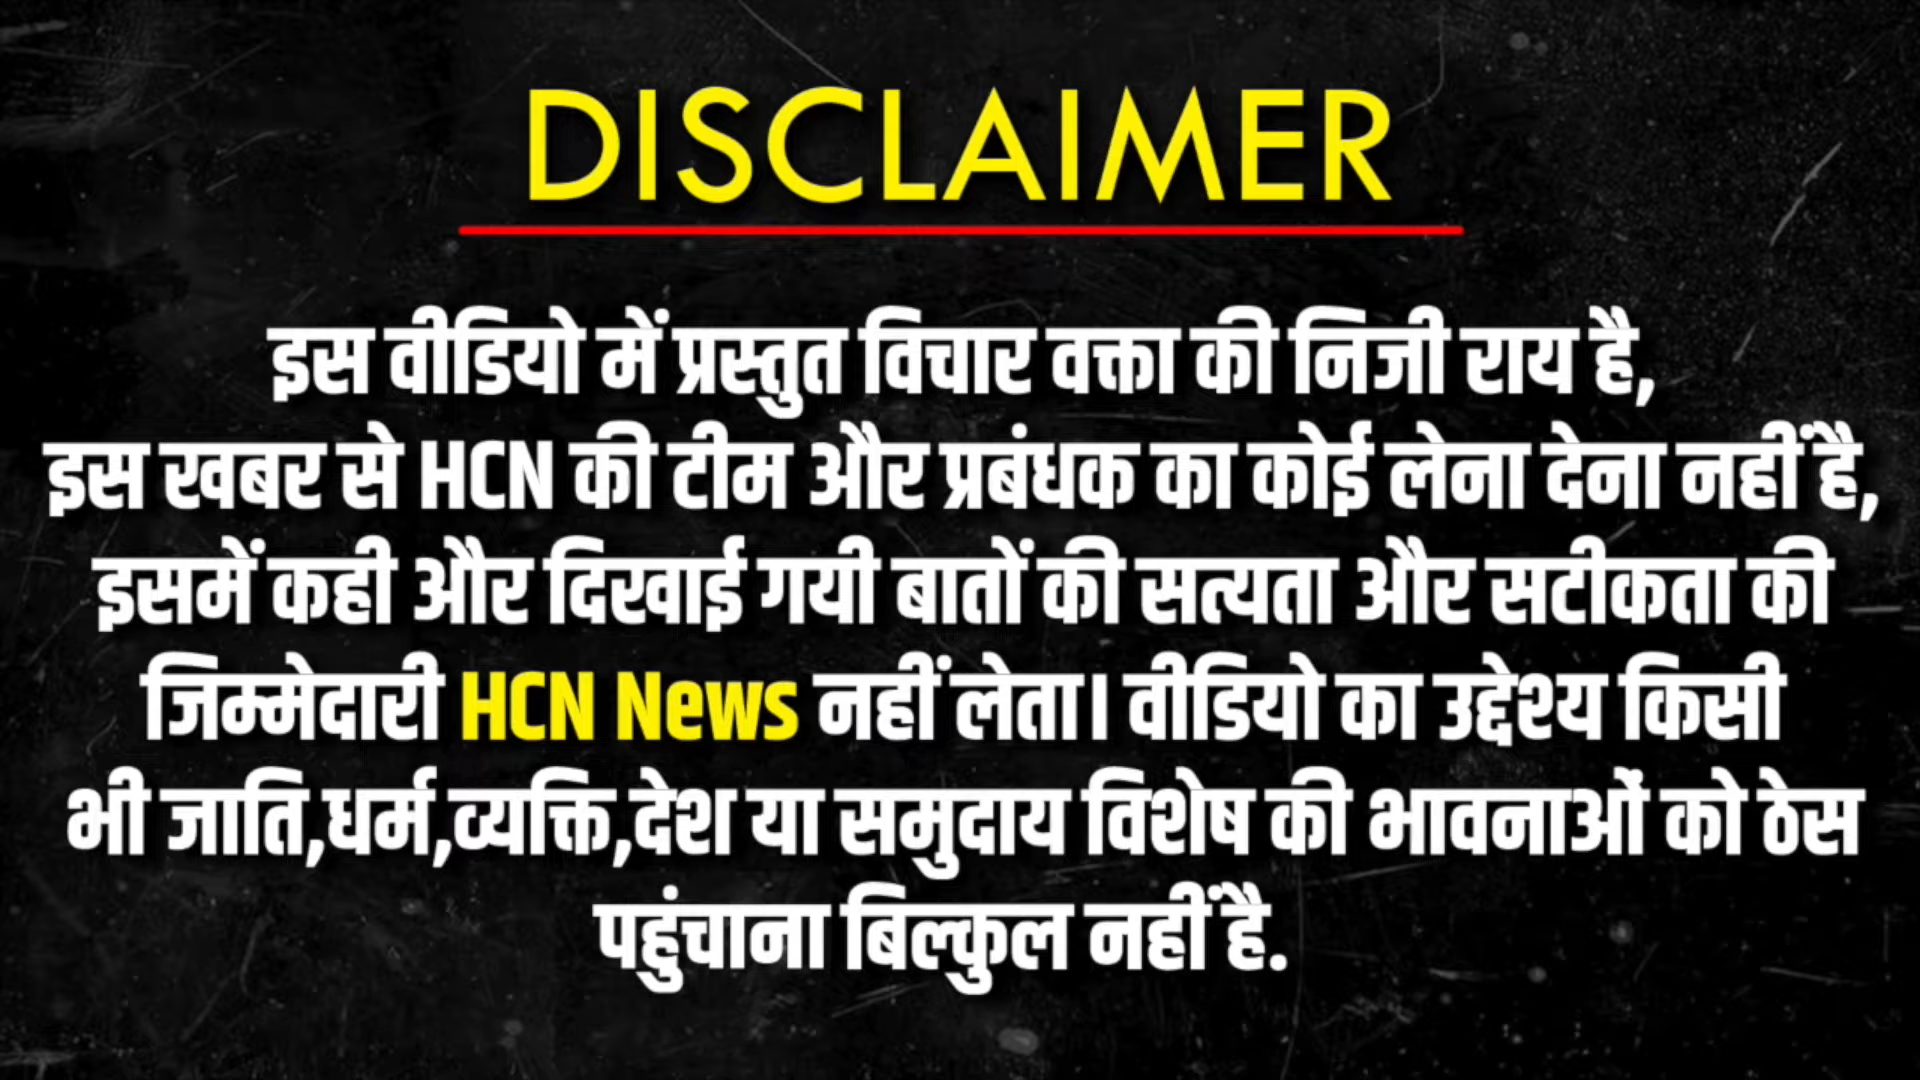 DISCLAIMER
इस वीडियो में प्रस्तुत विचार वक्ता की निजी राय है,
इस खबर से HCN की टीम और प्रबंधक का कोई लेना देना नहीं है,
इसमें कही और दिखाई गयी बातों की सत्यता और सटीकता की
जिम्मेदारी HCN News नहीं लेता। वीडियो का उद्देश्य किसी
भी जाति,धर्म,व्यक्ति,देश या समुदाय विशेष की भावनाओं को ठेस
पहुंचाना बिल्कुल नहीं है.